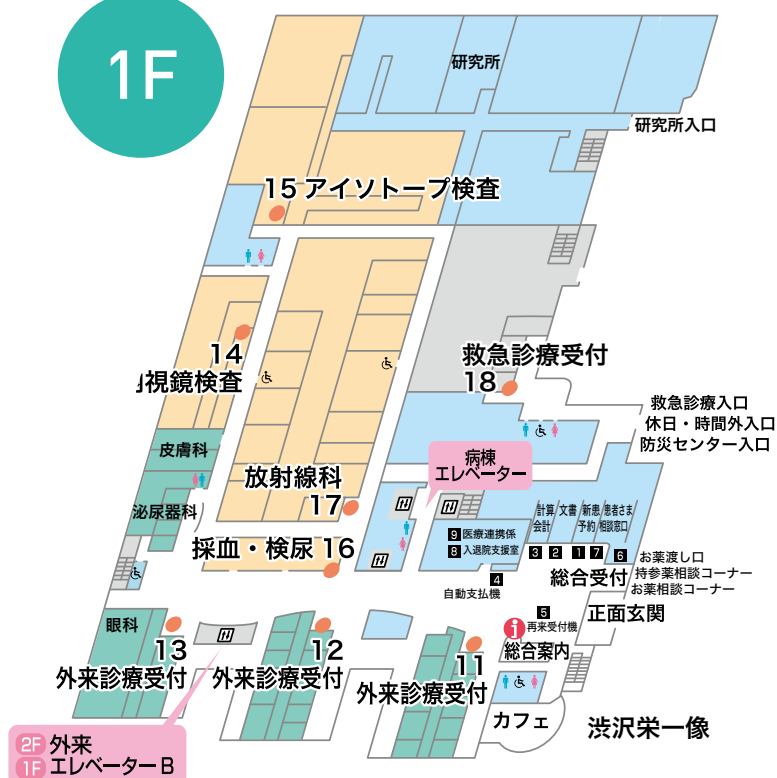 1F
研究所
研究所入口
15 アイソトープ検査
14
視鏡検査
救急診療受付
18
救急診療入口
休日・時間外入口
防災センター入口
皮膚科
病棟
エレベーター
放射線科
17
泌尿器科
採血・検尿 16
9 医療連携係
8 入退院支援室
計算 文書 新患 患者さま
会計 予約 相談窓口
3 2 1 7 6
総合受付
お薬渡し口
持参薬相談コーナー
お薬相談コーナー
4
自動支払機
5
再来受付機
正面玄関
総合案内
眼科
13
外来診療受付
12
外来診療受付
11
外来診療受付
カフェ
渋沢栄一像
2F 外来
1F エレベーターB